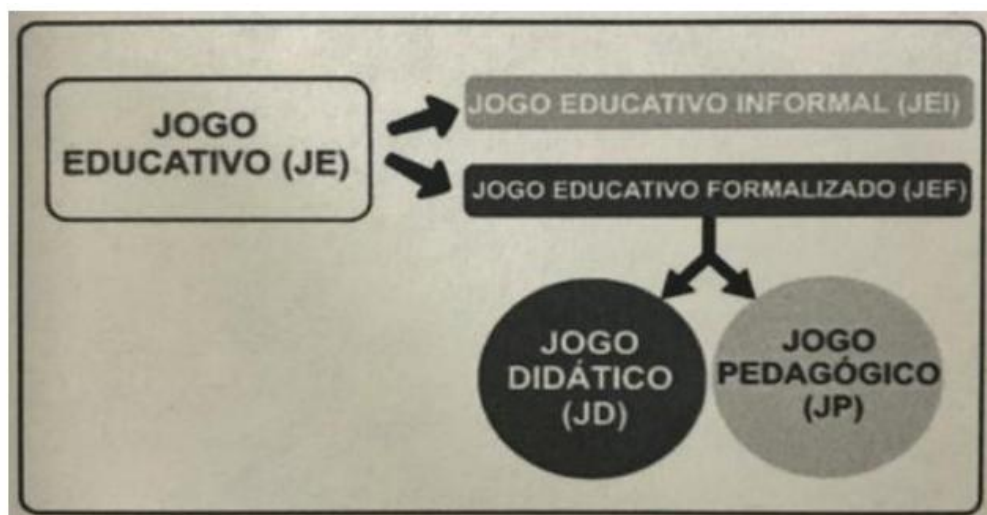 JOGO
EDUCATIVO (JE)
JOGO EDUCATIVO INFORMAL (JEI)
JOGO EDUCATIVO FORMALIZADO (JEF)
JOGO
DIDÁTICO
(JD)
JOGO
PEDAGÓGICO
(JP)